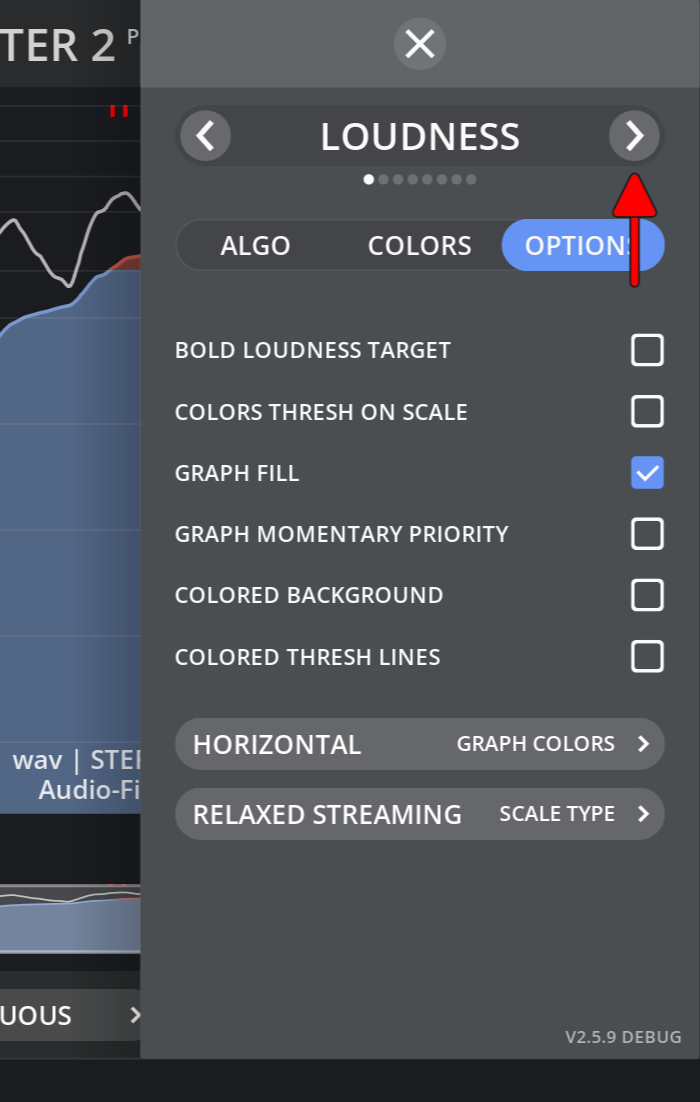 TER 2 P
LOUDNESS
ALGO COLORS OPTIONS
BOLD LOUDNESS TARGET
COLORS THRESH ON SCALE
GRAPH FILL
GRAPH MOMENTARY PRIORITY
COLORED BACKGROUND
COLORED THRESH LINES
HORIZONTAL GRAPH COLORS
RELAXED STREAMING SCALE TYPE
wav | STE
Audio-Fi
UOUS
V2.5.9 DEBUG